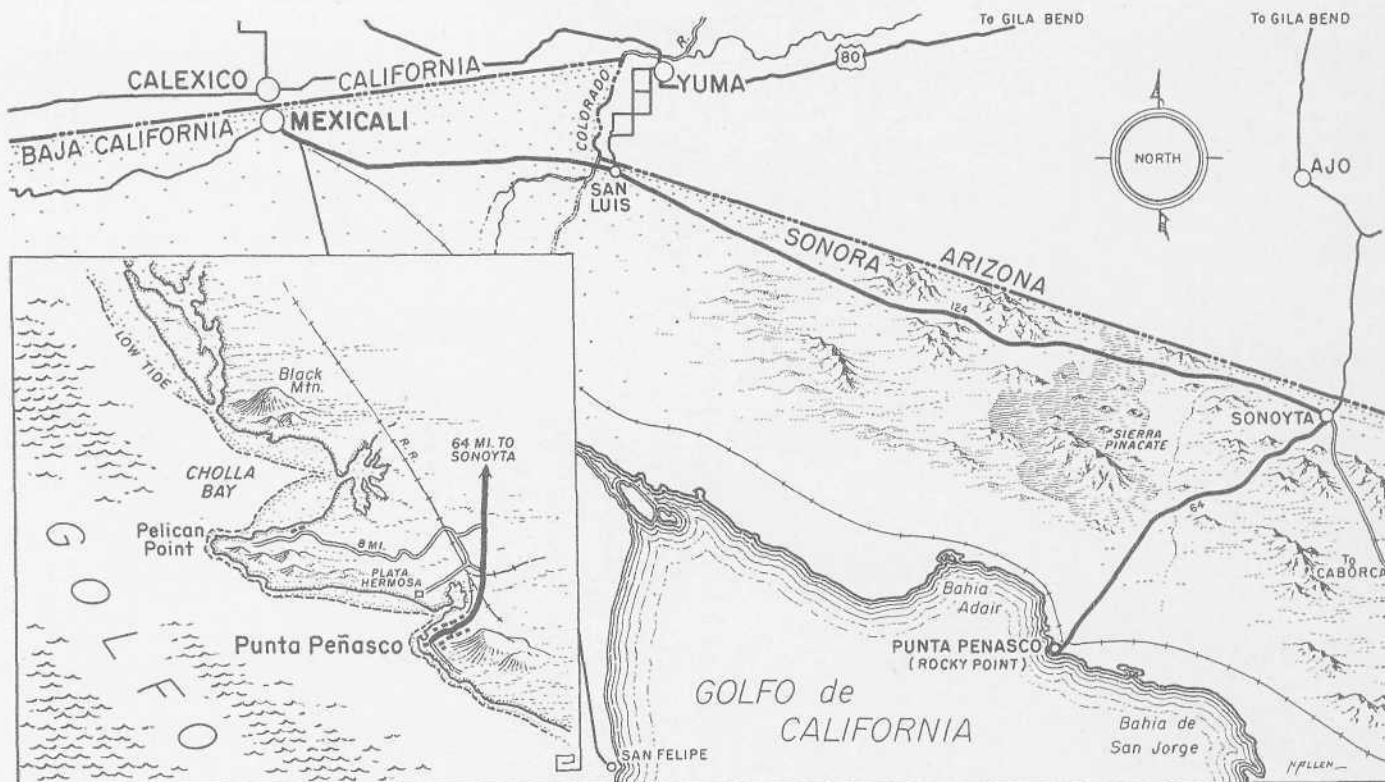 To GILA BEND
To GILA BEND
R.
80
CALEXICO
CALIFORNIA
YUMA
COLORADO
MEXICALI
BAJA CALIFORNIA
NORTH
AJO
SAN
LUIS
SONORA
ARIZONA
124
SONOYTA
SIERRA
PINACATE
64
TO
CABORCA
Bahia
Adair
PUNTA PENASCO
(ROCKY POINT)
GOLFO de
CALIFORNIA
Bahia de
San Jorge
SAN FELIPE
N ALLEN
LOW TIDE
Black
Mtn.
R.R.
64 MI. TO
SONOYTA
CHOLLA
BAY
Pelican
Point
8 MI.
PLAYA
HERMOSA
Punta Peñasco
GOLFO